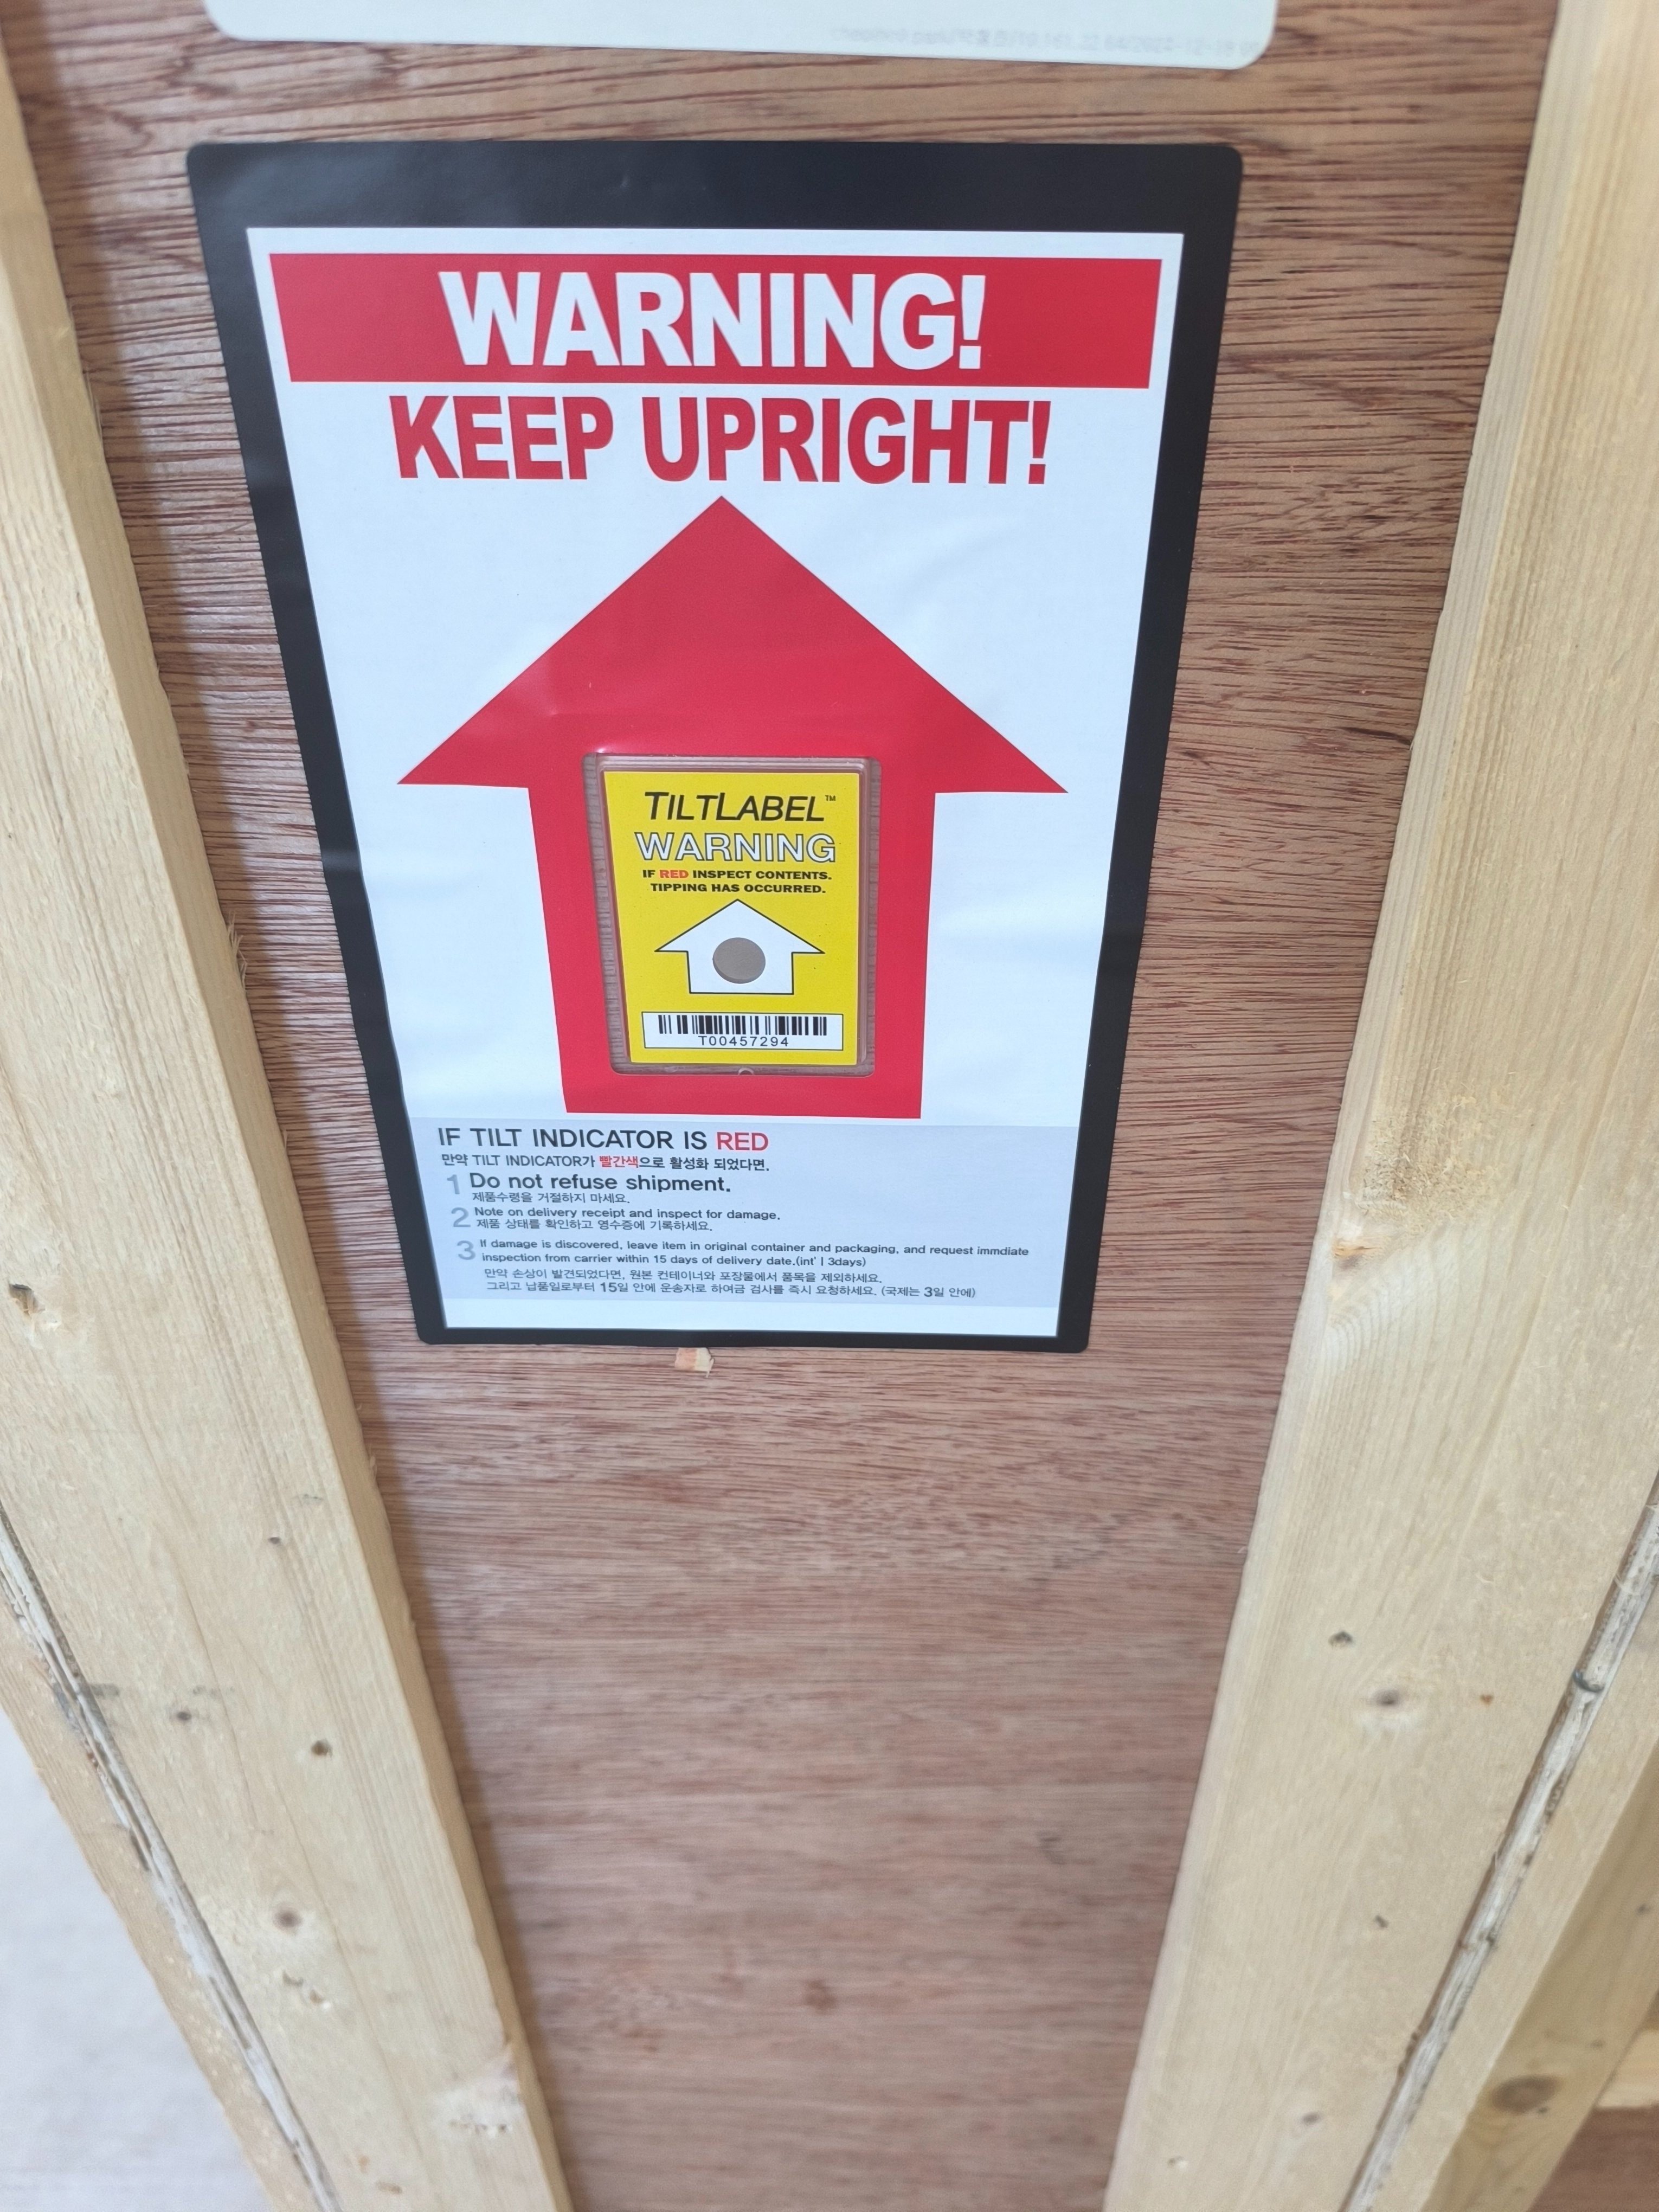 WARNING!
KEEP UPRIGHT!
TILTLABEL™
WARNING
IF RED INSPECT CONTENTS.
TIPPING HAS OCCURRED.
T00457294
IF TILT INDICATOR IS RED
만약 TILT INDICATOR가 빨간색으로 활성화 되었다면.
1 Do not refuse shipment.
제품수령을 거절하지 마세요.
2 Note on delivery receipt and inspect for damage.
제품 상태를 확인하고 영수증에 기록하세요.
3 If damage is discovered, leave item in original container and packaging, and request immdiate
inspection from carrier within 15 days of delivery date.(int' l 3days)
만약 손상이 발견되었다면, 원본 컨테이너와 포장물에서 품목을 제외하세요.
그리고 납품일로부터 15일 안에 운송자로 하여금 검사를 즉시 요청하세요. (국제는 3일 안에)